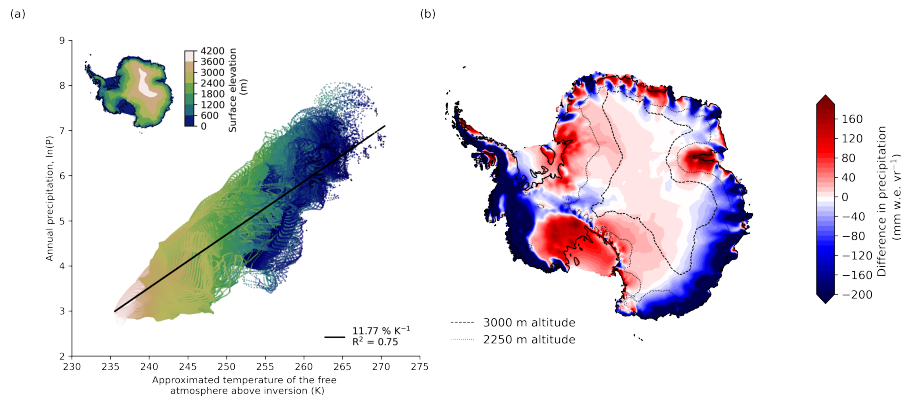 (a)
(b)
9
8
7
6
5
4
3
2
Annual precipitation, ln(P)
230
235
240
245
250
255
260
265
270
275
Approximated temperature of the free
atmosphere above inversion (K)
4200
3600
3000
2400
1800
1200
600
0
Surface elevation
(m)
11.77 % K⁻¹
R² = 0.75
3000 m altitude
2250 m altitude
160
120
80
40
0
−40
−80
−120
−160
−200
Difference in precipitation
(mm w.e. yr⁻¹)